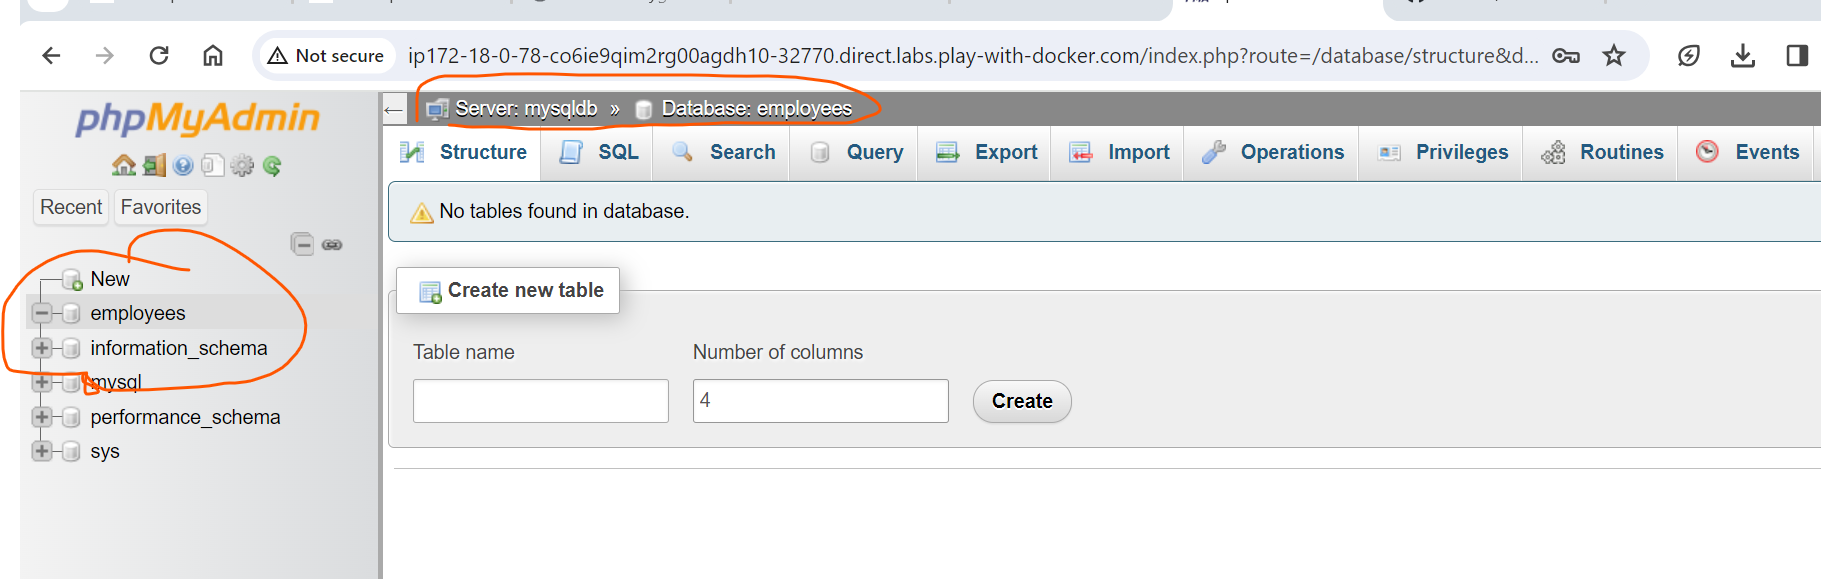 Not secure ip172-18-0-78-co6ie9qim2rg00agdh10-32770.direct.labs.play-with-docker.com/index.php?route=/database/structure&d...
phpMyAdmin
Server: mysqldb » Database: employees
Structure SQL Search Query Export Import Operations Privileges Routines Events
Recent Favorites
No tables found in database.
New
employees
information_schema
mysql
performance_schema
sys
Create new table
Table name Number of columns
4 Create